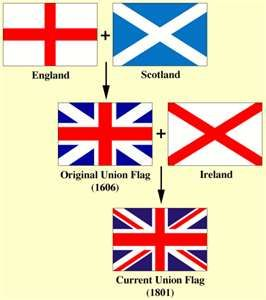 +
England
Scotland
+
Original Union Flag
(1606)
Ireland
Current Union Flag
(1801)